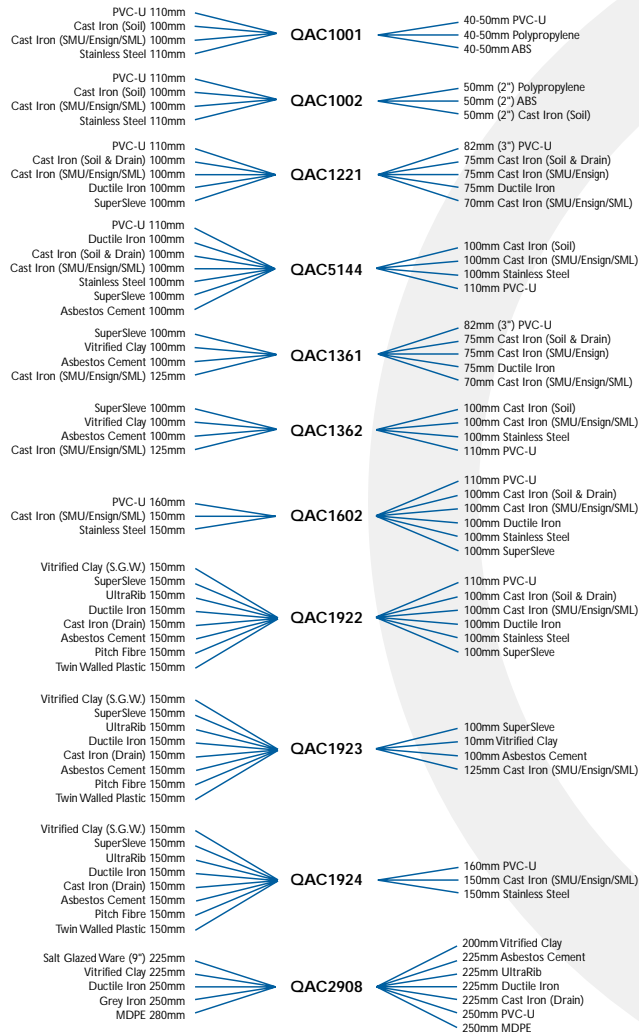 PVC-U 110mm
Cast Iron (Soil) 100mm
Cast Iron (SMU/Ensign/SML) 100mm
Stainless Steel 110mm
QAC1001
40-50mm PVC-U
40-50mm Polypropylene
40-50mm ABS
PVC-U 110mm
Cast Iron (Soil) 100mm
Cast Iron (SMU/Ensign/SML) 100mm
Stainless Steel 110mm
QAC1002
50mm (2") Polypropylene
50mm (2") ABS
50mm (2") Cast Iron (Soil)
PVC-U 110mm
Cast Iron (Soil & Drain) 100mm
Cast Iron (SMU/Ensign/SML) 100mm
Ductile Iron 100mm
SuperSleve 100mm
QAC1221
82mm (3") PVC-U
75mm Cast Iron (Soil & Drain)
75mm Cast Iron (SMU/Ensign)
75mm Ductile Iron
70mm Cast Iron (SMU/Ensign/SML)
PVC-U 110mm
Ductile Iron 100mm
Cast Iron (Soil & Drain) 100mm
Cast Iron (SMU/Ensign/SML) 100mm
Stainless Steel 100mm
SuperSleve 100mm
Asbestos Cement 100mm
QAC5144
100mm Cast Iron (Soil)
100mm Cast Iron (SMU/Ensign/SML)
100mm Stainless Steel
110mm PVC-U
SuperSleve 100mm
Vitrified Clay 100mm
Asbestos Cement 100mm
Cast Iron (SMU/Ensign/SML) 125mm
QAC1361
82mm (3") PVC-U
75mm Cast Iron (Soil & Drain)
75mm Cast Iron (SMU/Ensign)
75mm Ductile Iron
70mm Cast Iron (SMU/Ensign/SML)
SuperSleve 100mm
Vitrified Clay 100mm
Asbestos Cement 100mm
Cast Iron (SMU/Ensign/SML) 125mm
QAC1362
100mm Cast Iron (Soil)
100mm Cast Iron (SMU/Ensign/SML)
100mm Stainless Steel
110mm PVC-U
PVC-U 160mm
Cast Iron (SMU/Ensign/SML) 150mm
Stainless Steel 150mm
QAC1602
110mm PVC-U
100mm Cast Iron (Soil & Drain)
100mm Cast Iron (SMU/Ensign/SML)
100mm Ductile Iron
100mm Stainless Steel
100mm SuperSleve
Vitrified Clay (S.G.W.) 150mm
SuperSleve 150mm
UltraRib 150mm
Ductile Iron 150mm
Cast Iron (Drain) 150mm
Asbestos Cement 150mm
Pitch Fibre 150mm
Twin Walled Plastic 150mm
QAC1922
110mm PVC-U
100mm Cast Iron (Soil & Drain)
100mm Cast Iron (SMU/Ensign/SML)
100mm Ductile Iron
100mm Stainless Steel
100mm SuperSleve
Vitrified Clay (S.G.W.) 150mm
SuperSleve 150mm
UltraRib 150mm
Ductile Iron 150mm
Cast Iron (Drain) 150mm
Asbestos Cement 150mm
Pitch Fibre 150mm
Twin Walled Plastic 150mm
QAC1923
100mm SuperSleve
10mm Vitrified Clay
100mm Asbestos Cement
125mm Cast Iron (SMU/Ensign/SML)
Vitrified Clay (S.G.W.) 150mm
SuperSleve 150mm
UltraRib 150mm
Ductile Iron 150mm
Cast Iron (Drain) 150mm
Asbestos Cement 150mm
Pitch Fibre 150mm
Twin Walled Plastic 150mm
QAC1924
160mm PVC-U
150mm Cast Iron (SMU/Ensign/SML)
150mm Stainless Steel
Salt Glazed Ware (9") 225mm
Vitrified Clay 225mm
Ductile Iron 250mm
Grey Iron 250mm
MDPE 280mm
QAC2908
200mm Vitrified Clay
225mm Asbestos Cement
225mm UltraRib
225mm Ductile Iron
225mm Cast Iron (Drain)
250mm PVC-U
250mm MDPE